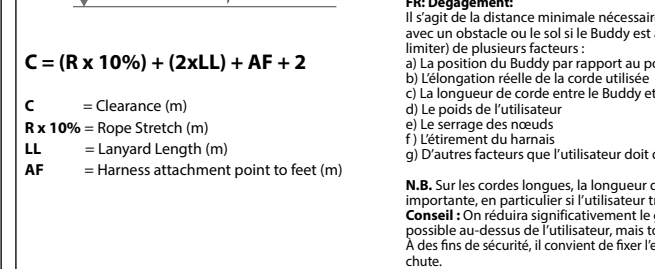 C = (R x 10%) + (2xLL) + AF + 2
C = Clearance (m)
R x 10% = Rope Stretch (m)
LL = Lanyard Length (m)
AF = Harness attachment point to feet (m)
FR: Dégagement:
Il s’agit de la distance minimale nécessair
avec un obstacle ou le sol si le Buddy est
limiter) de plusieurs facteurs :
a) La position du Buddy par rapport au
b) L’élongation réelle de la corde utilisée
c) La longueur de corde entre le Buddy et
d) Le poids de l’utilisateur
e) Le serrage des nœuds
f ) L’étirement du harnais
g) D’autres facteurs que l’utilisateur doit
N.B. Sur les cordes longues, la longueur
importante, en particulier si l’utilisateur
Conseil : On réduira significativement le
possible au-dessus de l’utilisateur, mais
À des fins de sécurité, il convient de fixer
chute.